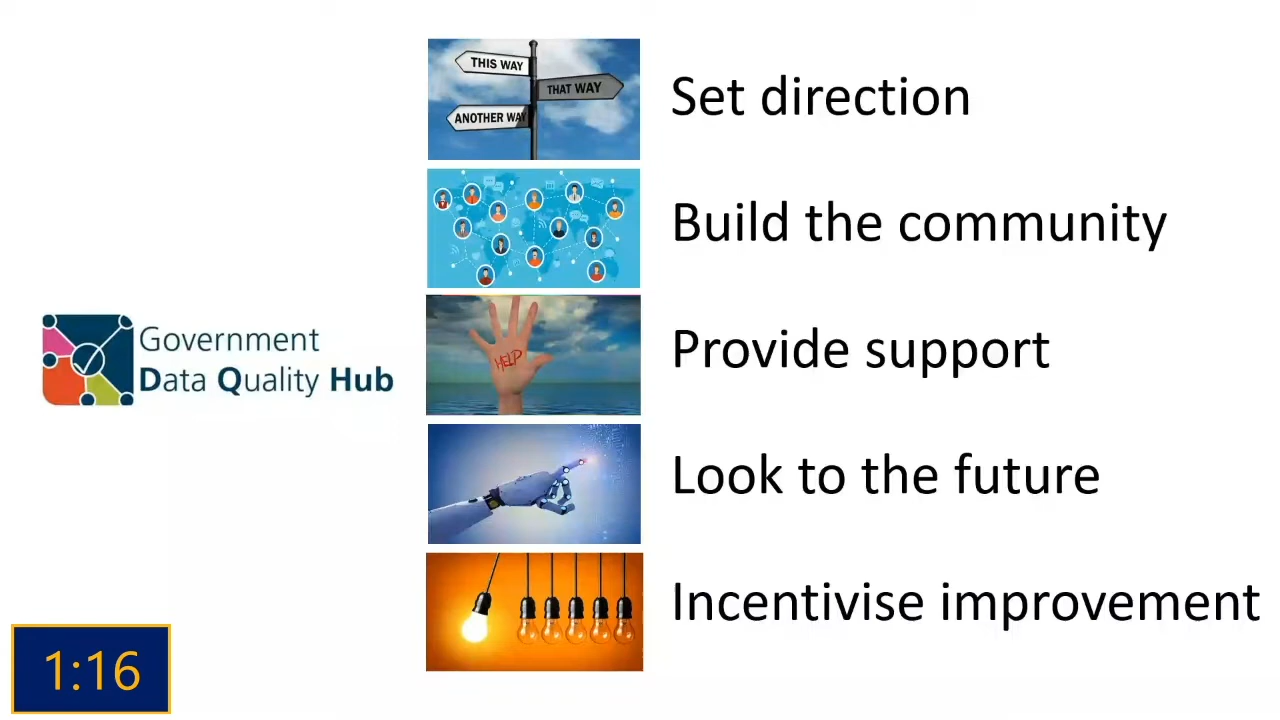 THIS WAY
THAT WAY
ANOTHER WAY
Set direction
Build the community
HELP
Provide support
Government
Data Quality Hub
Look to the future
Incentivise improvement
1:16